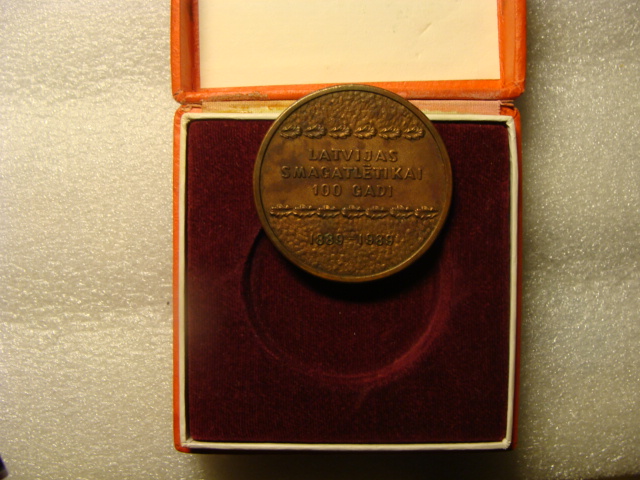 LATVIJAS
SMAGATLĒTIKAI
100 GADI
1889-1989